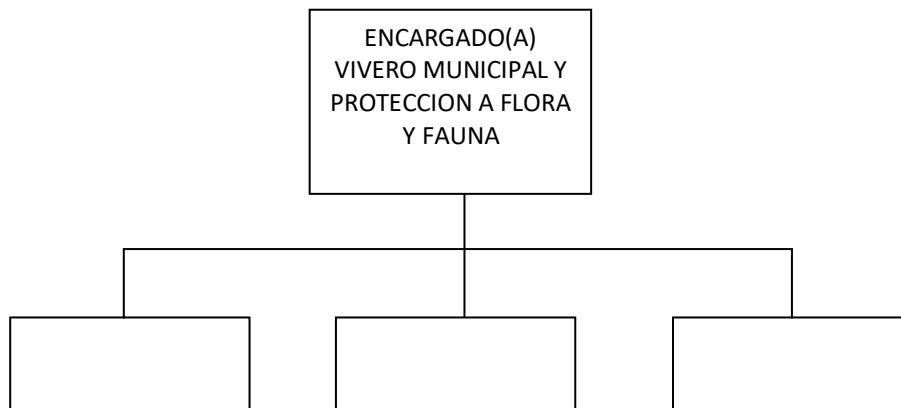 ENCARGADO(A)
VIVERO MUNICIPAL Y
PROTECCION A FLORA
Y FAUNA